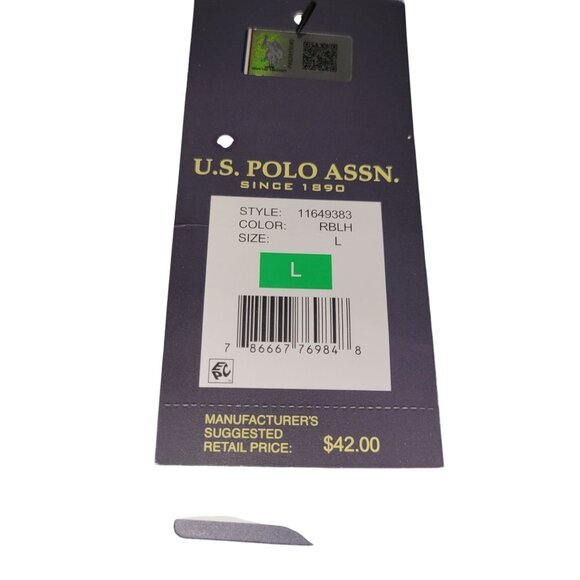 U.S. POLO ASSN.
SINCE 1890
STYLE: 11649383
COLOR: RBLH
SIZE: L
L
7 86667 76984 8
EPC
MANUFACTURER'S
SUGGESTED
RETAIL PRICE: $42.00